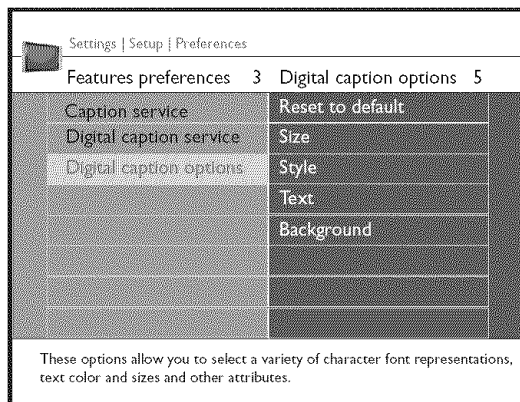 Settings | Setup | Preferences
Features preferences 3 Digital caption options 5
Caption service Reset to default
Digital caption service Size
Digital caption options Style
Text
Background
These options allow you to select a variety of character font representations,
text color and sizes and other attributes.